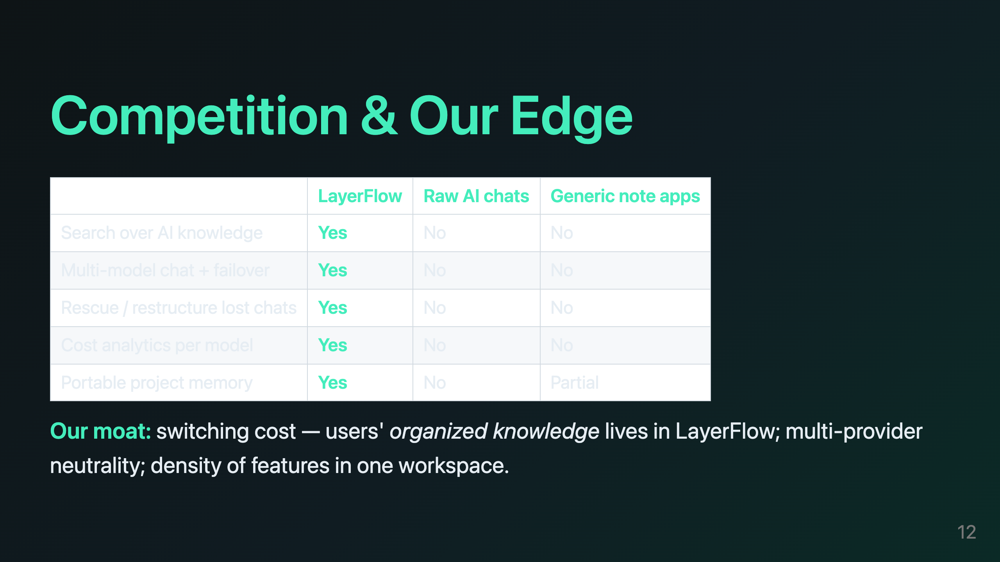 Competition & Our Edge
LayerFlow Raw AI chats Generic note apps
Search over AI knowledge Yes No No
Multi-model chat + failover Yes No No
Rescue / restructure lost chats Yes No No
Cost analytics per model Yes No No
Portable project memory Yes No Partial
Our moat: switching cost — users' organized knowledge lives in LayerFlow; multi-provider
neutrality; density of features in one workspace.
12